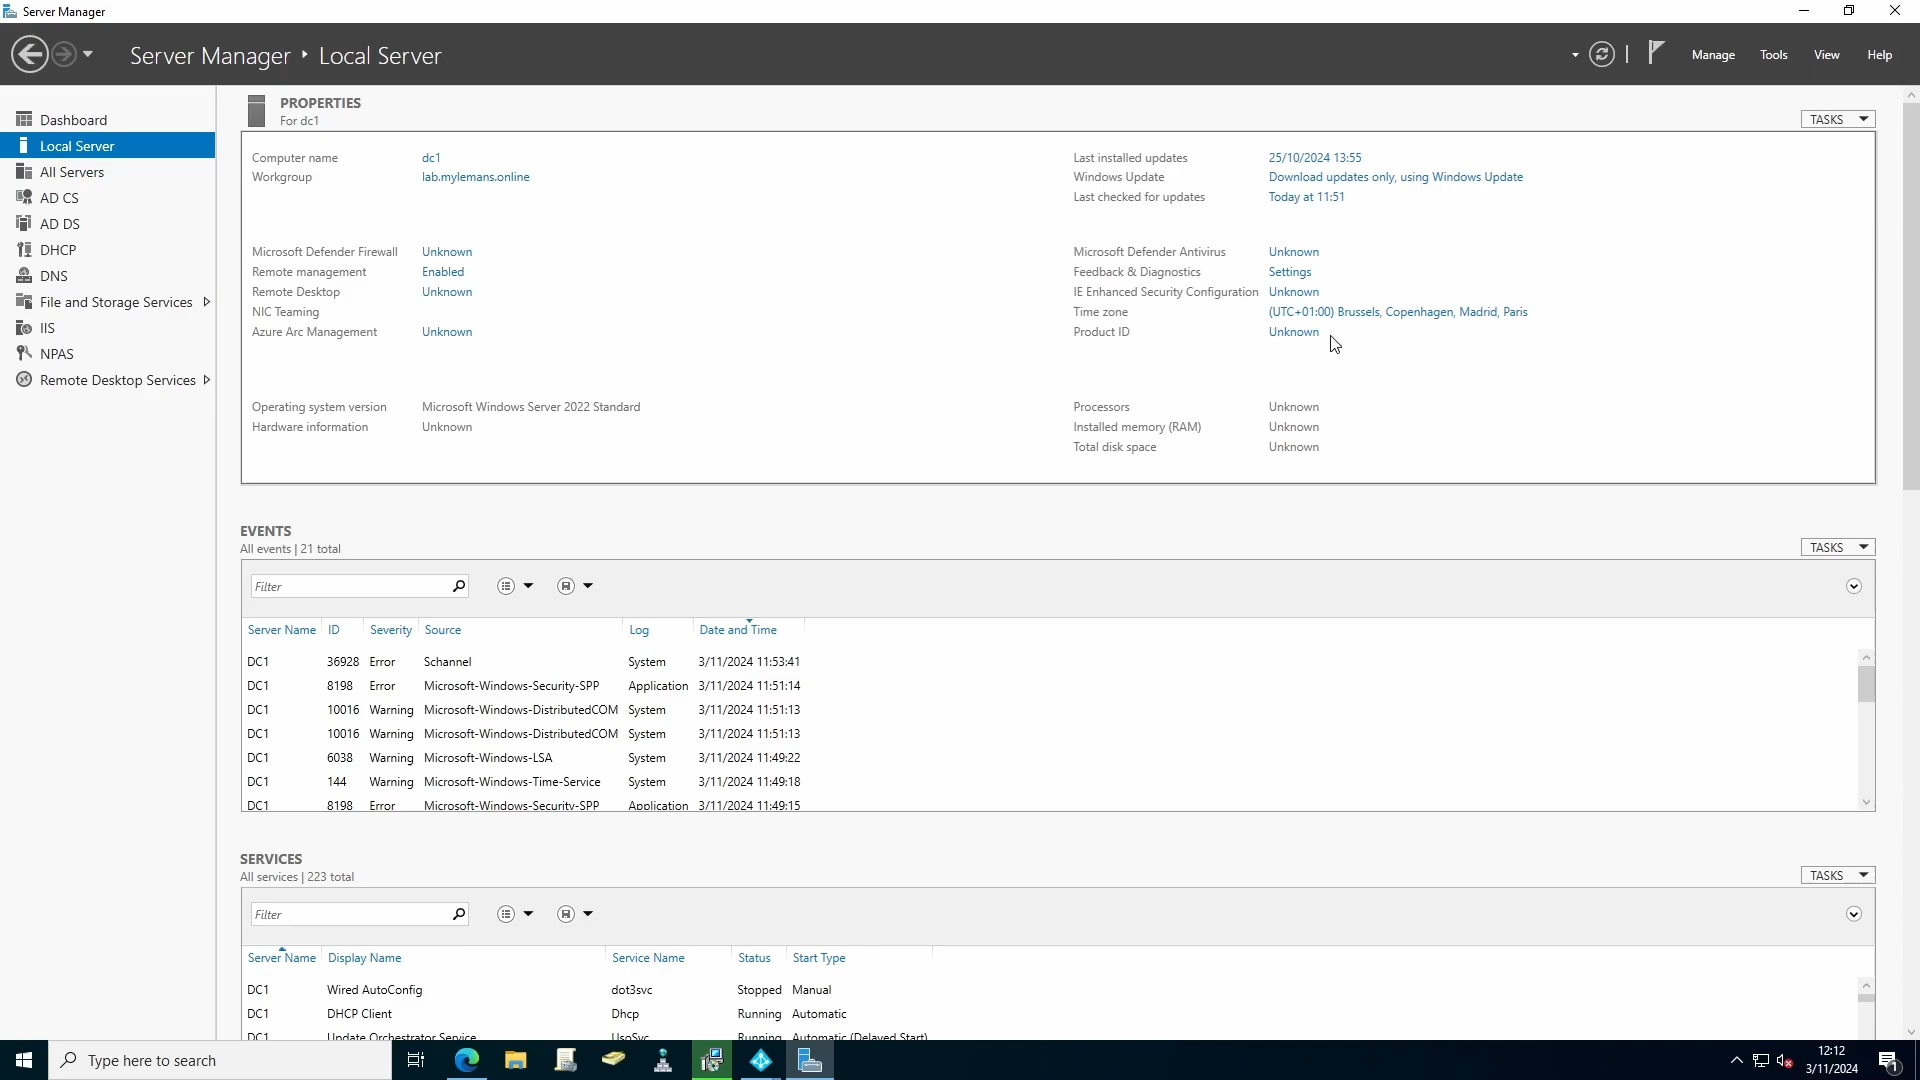 Server Manager
Server Manager ‣ Local Server
Manage Tools View Help
Dashboard
Local Server
All Servers
AD CS
AD DS
DHCP
DNS
File and Storage Services
IIS
NPAS
Remote Desktop Services
PROPERTIES
For dc1
TASKS
Computer name dc1
Workgroup lab.mylemans.online
Last installed updates 25/10/2024 13:55
Windows Update Download updates only, using Windows Update
Last checked for updates Today at 11:51
Microsoft Defender Firewall Unknown
Remote management Enabled
Remote Desktop Unknown
NIC Teaming
Azure Arc Management Unknown
Microsoft Defender Antivirus Unknown
Feedback & Diagnostics Settings
IE Enhanced Security Configuration Unknown
Time zone (UTC+01:00) Brussels, Copenhagen, Madrid, Paris
Product ID Unknown
Operating system version Microsoft Windows Server 2022 Standard
Hardware information Unknown
Processors Unknown
Installed memory (RAM) Unknown
Total disk space Unknown
EVENTS
All events | 21 total
TASKS
Filter
Server Name ID Severity Source Log Date and Time
DC1 36928 Error Schannel System 3/11/2024 11:53:41
DC1 8198 Error Microsoft-Windows-Security-SPP Application 3/11/2024 11:51:14
DC1 10016 Warning Microsoft-Windows-DistributedCOM System 3/11/2024 11:51:13
DC1 10016 Warning Microsoft-Windows-DistributedCOM System 3/11/2024 11:51:13
DC1 6038 Warning Microsoft-Windows-LSA System 3/11/2024 11:49:22
DC1 144 Warning Microsoft-Windows-Time-Service System 3/11/2024 11:49:18
DC1 8198 Error Microsoft-Windows-Security-SPP Application 3/11/2024 11:49:15
SERVICES
All services | 223 total
TASKS
Filter
Server Name Display Name Service Name Status Start Type
DC1 Wired AutoConfig dot3svc Stopped Manual
DC1 DHCP Client Dhcp Running Automatic
DC1 Update Orchestrator Service UsoSvc Running Automatic (Delayed Start)
Type here to search
12:12
3/11/2024
1